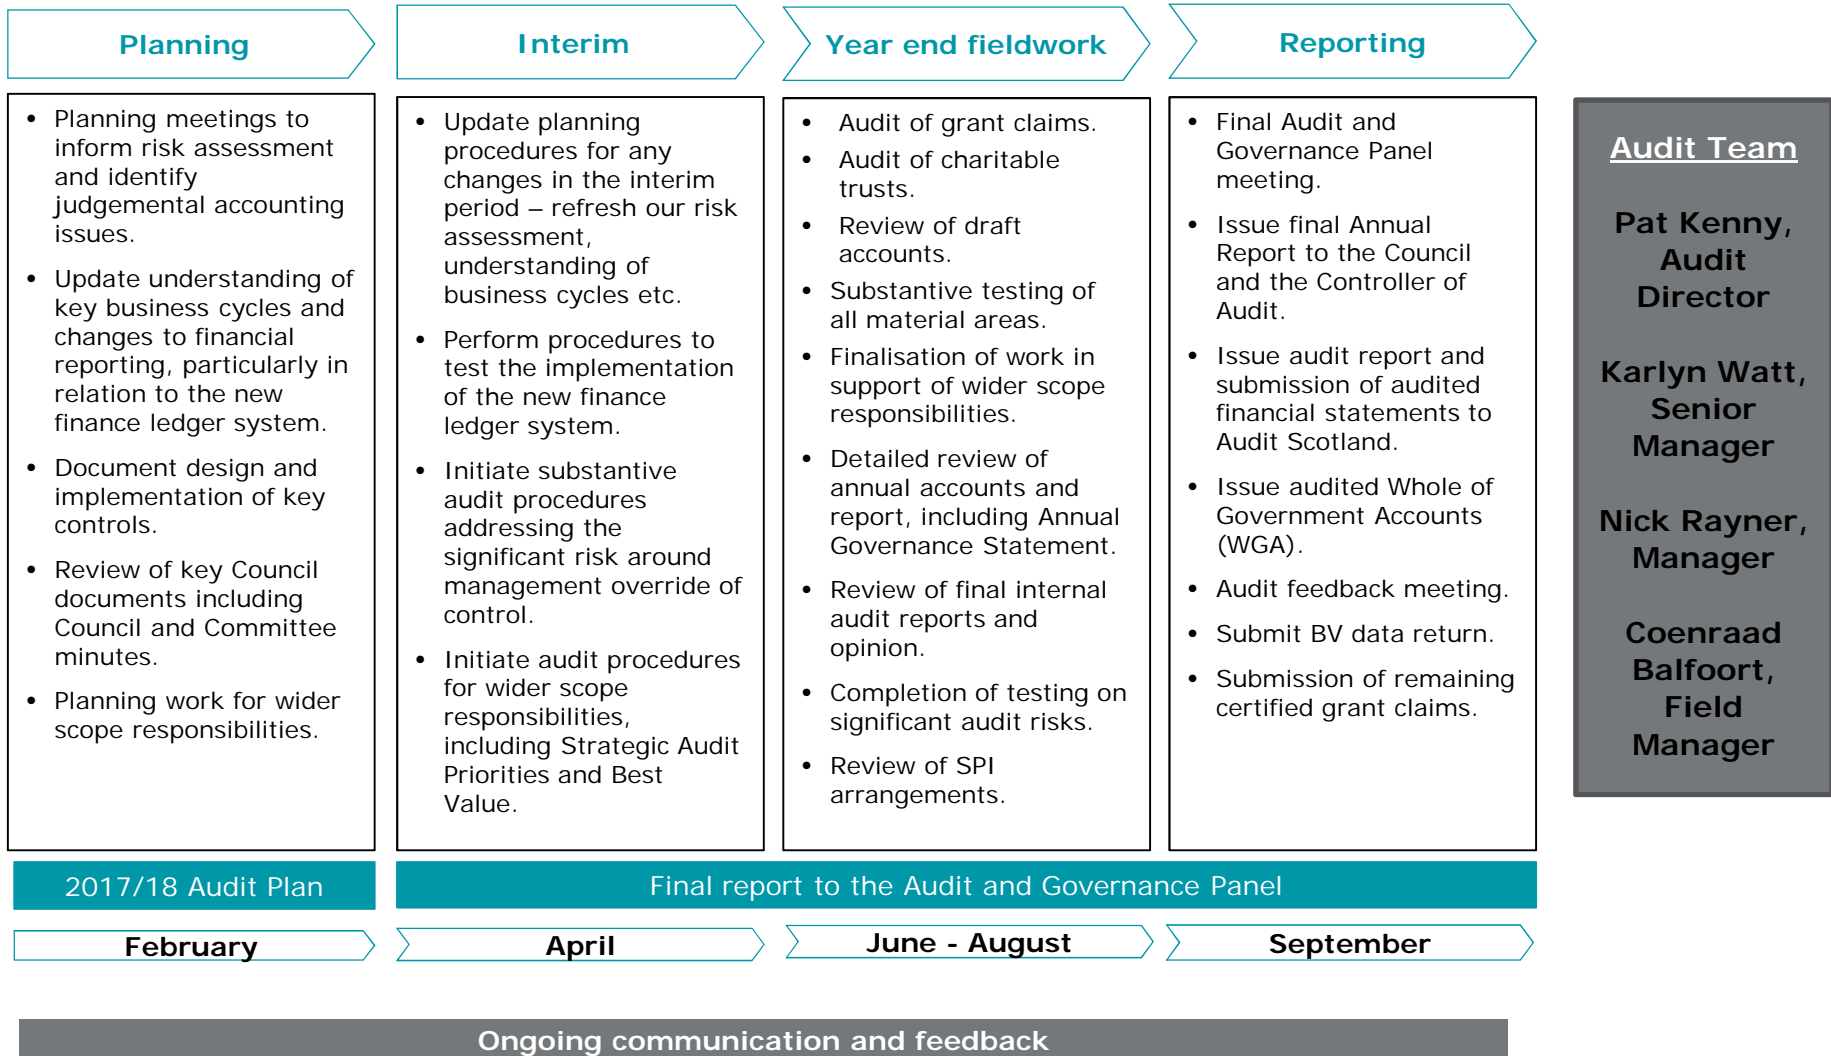 Planning
• Planning meetings to
inform risk assessment
and identify
judgemental accounting
issues.
• Update understanding of
key business cycles and
changes to financial
reporting, particularly in
relation to the new
finance ledger system.
• Document design and
implementation of key
controls.
• Review of key Council
documents including
Council and Committee
minutes.
• Planning work for wider
scope responsibilities.
Interim
• Update planning
procedures for any
changes in the interim
period – refresh our risk
assessment,
understanding of
business cycles etc.
• Perform procedures to
test the implementation
of the new finance
ledger system.
• Initiate substantive
audit procedures
addressing the
significant risk around
management override of
control.
• Initiate audit procedures
for wider scope
responsibilities,
including Strategic Audit
Priorities and Best
Value.
Year end fieldwork
• Audit of grant claims.
• Audit of charitable
trusts.
• Review of draft
accounts.
• Substantive testing of
all material areas.
• Finalisation of work in
support of wider scope
responsibilities.
• Detailed review of
annual accounts and
report, including Annual
Governance Statement.
• Review of final internal
audit reports and
opinion.
• Completion of testing on
significant audit risks.
• Review of SPI
arrangements.
Reporting
• Final Audit and
Governance Panel
meeting.
• Issue final Annual
Report to the Council
and the Controller of
Audit.
• Issue audit report and
submission of audited
financial statements to
Audit Scotland.
• Issue audited Whole of
Government Accounts
(WGA).
• Audit feedback meeting.
• Submit BV data return.
• Submission of remaining
certified grant claims.
Audit Team
Pat Kenny,
Audit
Director
Karlyn Watt,
Senior
Manager
Nick Rayner,
Manager
Coenraad
Balfoort,
Field
Manager
2017/18 Audit Plan
Final report to the Audit and Governance Panel
February
April
June - August
September
Ongoing communication and feedback